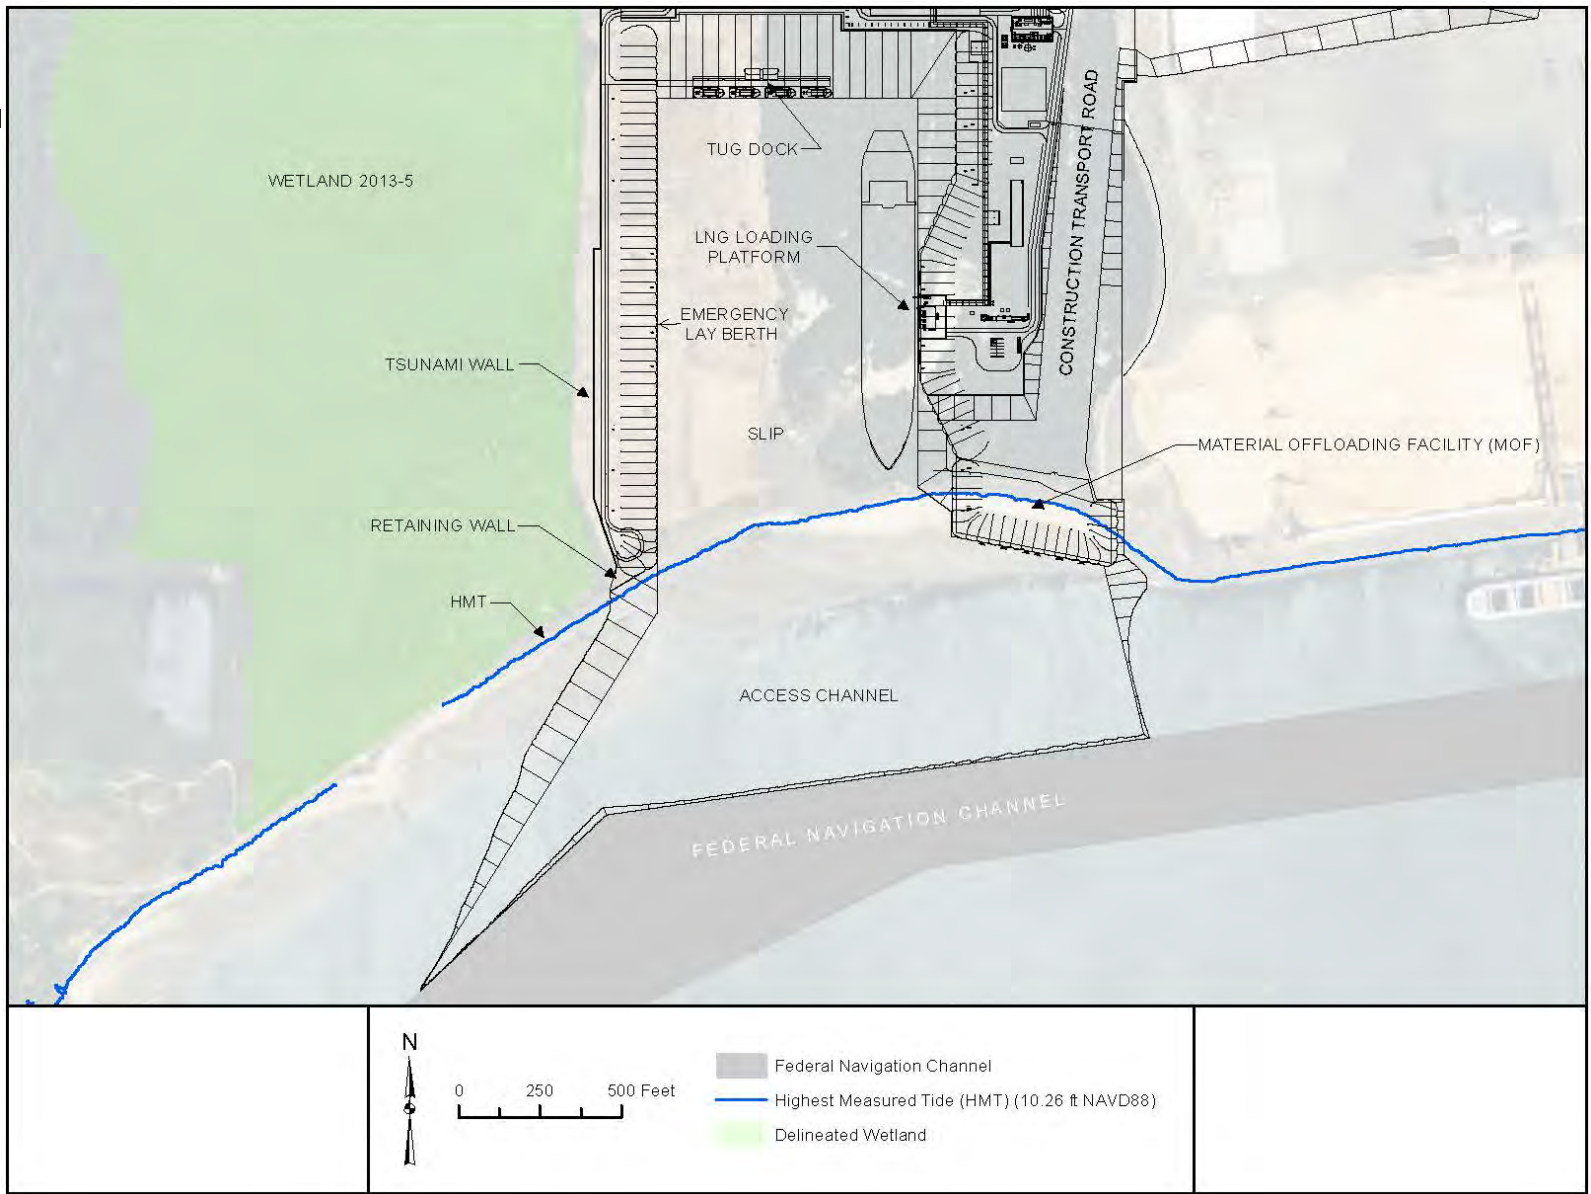 WETLAND 2013-5
TUG DOCK
CONSTRUCTION TRANSPORT ROAD
LNG LOADING
PLATFORM
EMERGENCY
LAY BERTH
TSUNAMI WALL
SLIP
MATERIAL OFFLOADING FACILITY (MOF)
RETAINING WALL
HMT
ACCESS CHANNEL
FEDERAL NAVIGATION CHANNEL
N
0 250 500 Feet
Federal Navigation Channel
Highest Measured Tide (HMT) (10.26 ft NAVD88)
Delineated Wetland